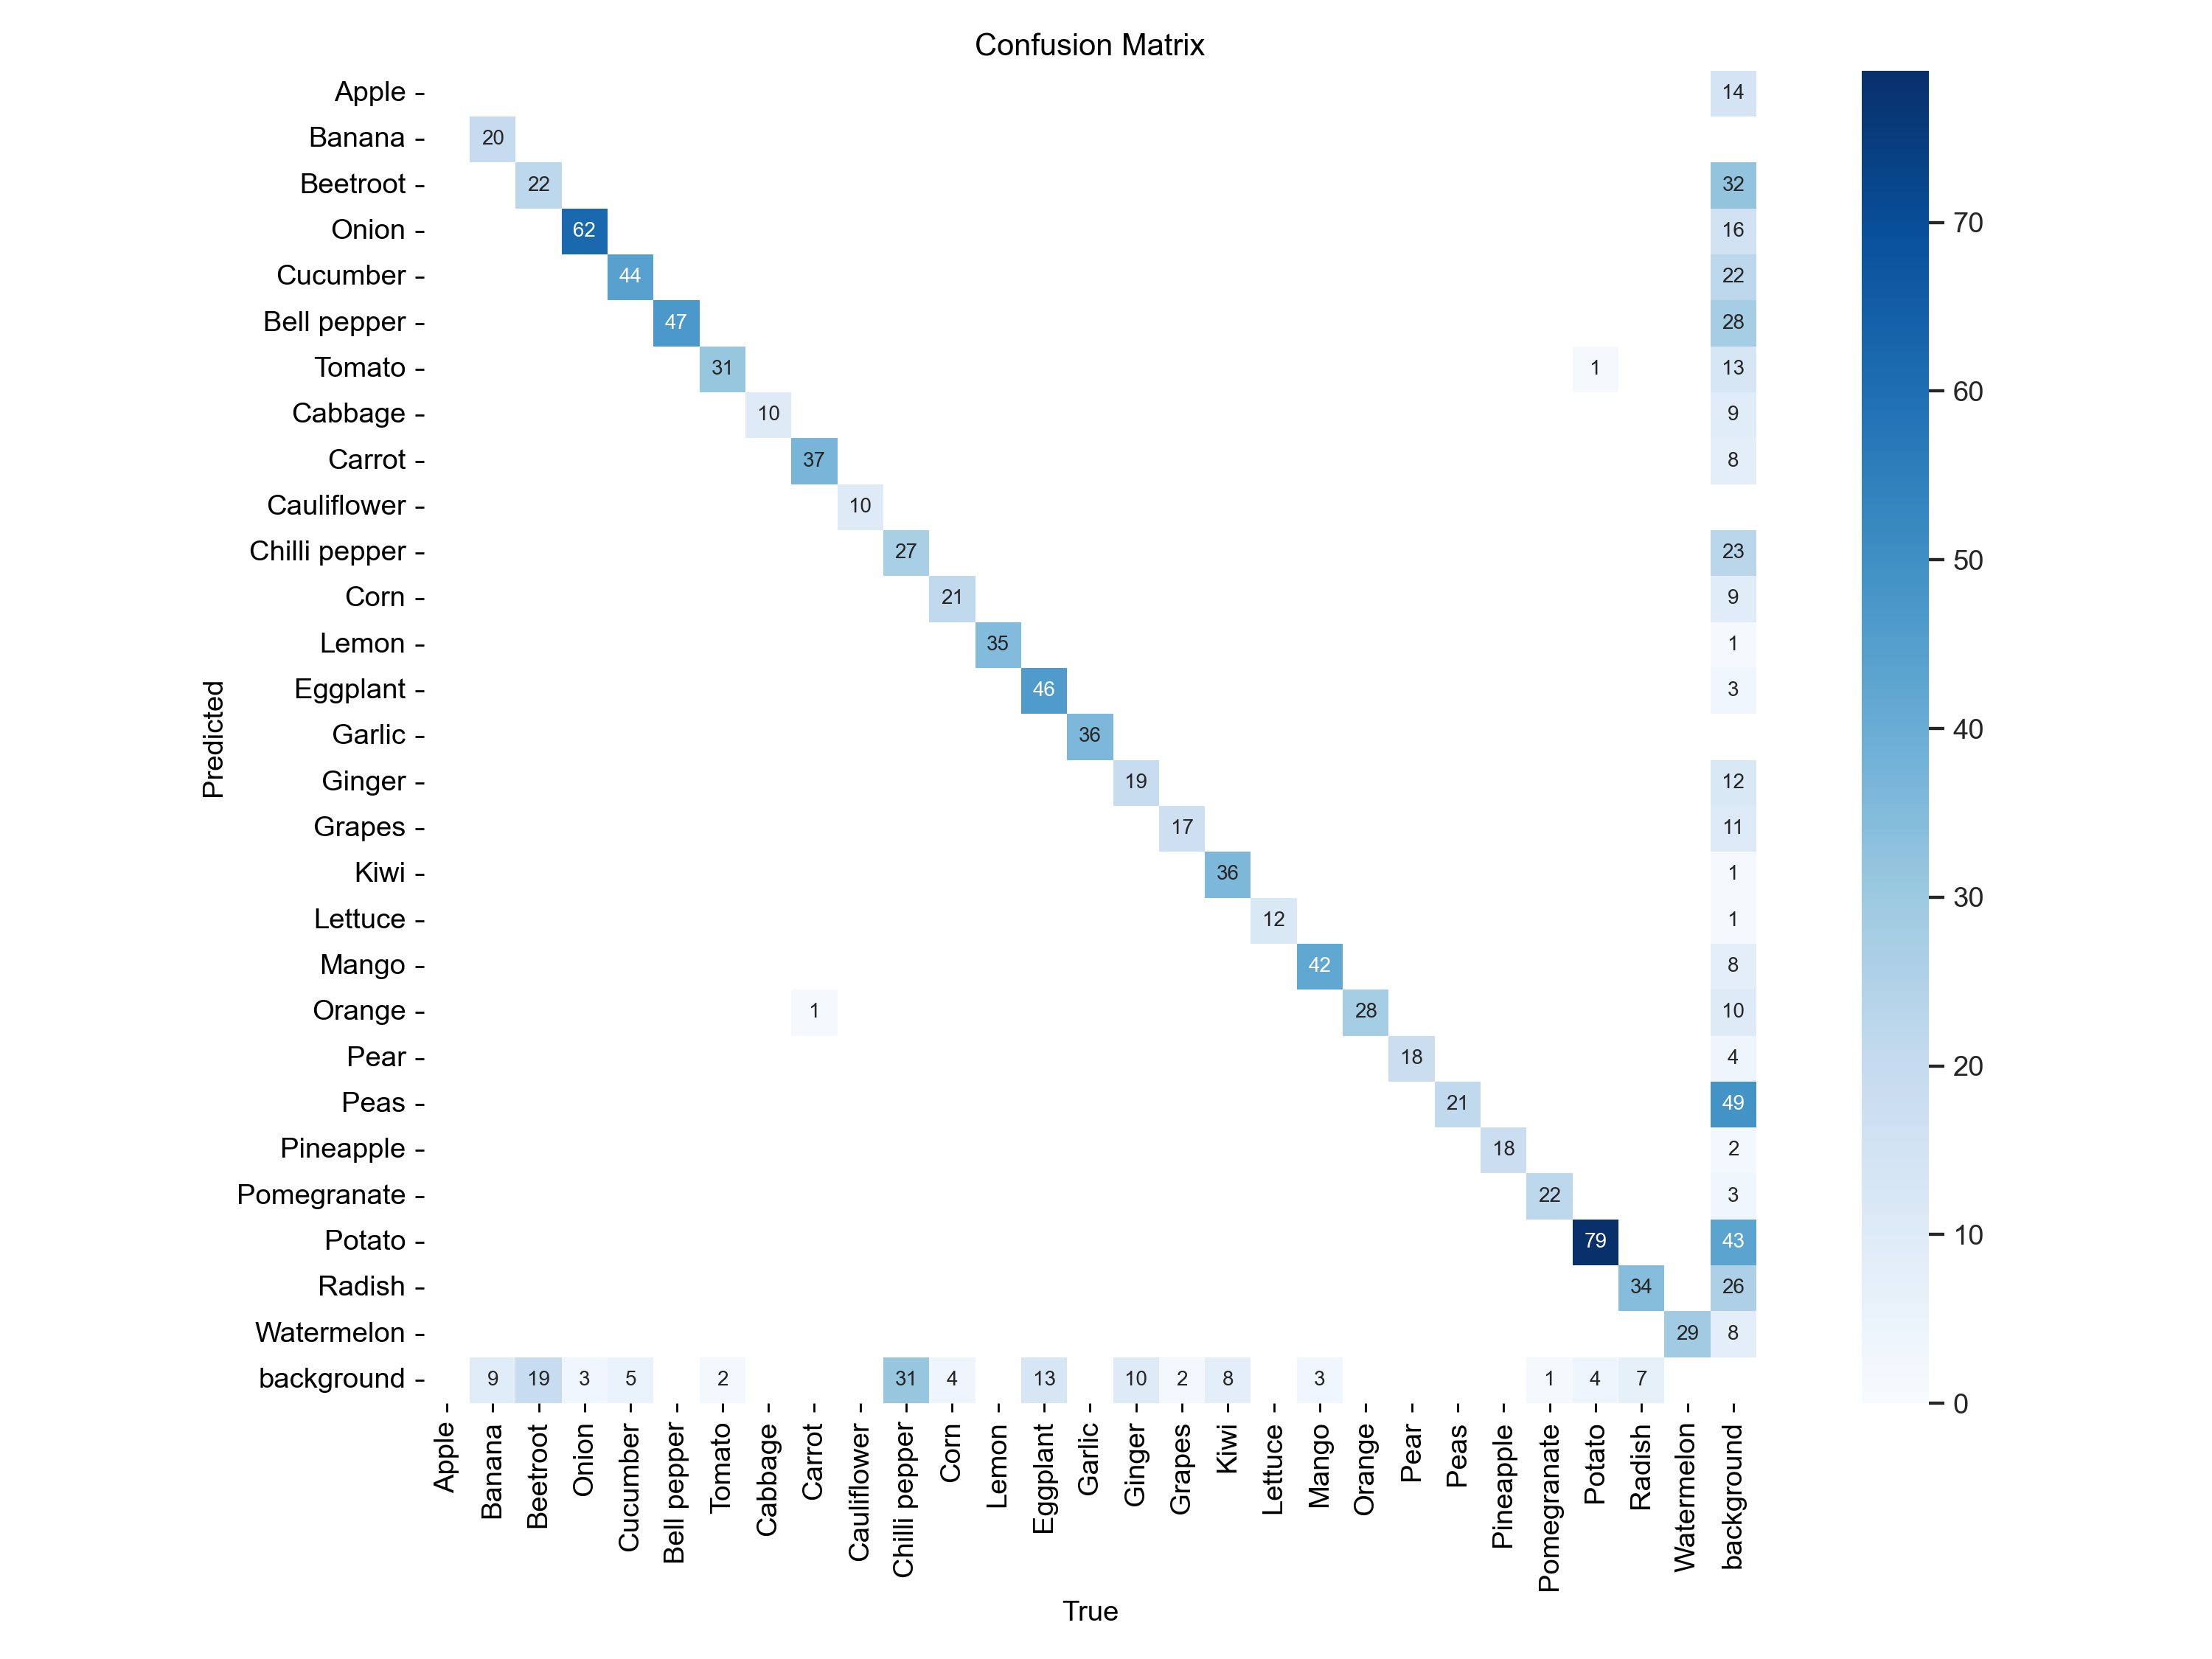 Confusion Matrix
Apple 14
Banana 20
Beetroot 22 32
Onion 62 16
Cucumber 44 22
Bell pepper 47 28
Tomato 31 1 13
Cabbage 10 9
Carrot 37 8
Cauliflower 10
Chilli pepper 27 23
Corn 21 9
Lemon 35 1
Eggplant 46 3
Garlic 36
Ginger 19 12
Grapes 17 11
Kiwi 36 1
Lettuce 12 1
Mango 42 8
Orange 1 28 10
Pear 18 4
Peas 21 49
Pineapple 18 2
Pomegranate 22 3
Potato 79 43
Radish 34 26
Watermelon 29 8
background 9 19 3 5 2 31 4 13 10 2 8 3 1 4 7
Predicted
Apple Banana Beetroot Onion Cucumber Bell pepper Tomato Cabbage Carrot Cauliflower Chilli pepper Corn Lemon Eggplant Garlic Ginger Grapes Kiwi Lettuce Mango Orange Pear Peas Pineapple Pomegranate Potato Radish Watermelon background
True
70
60
50
40
30
20
10
0